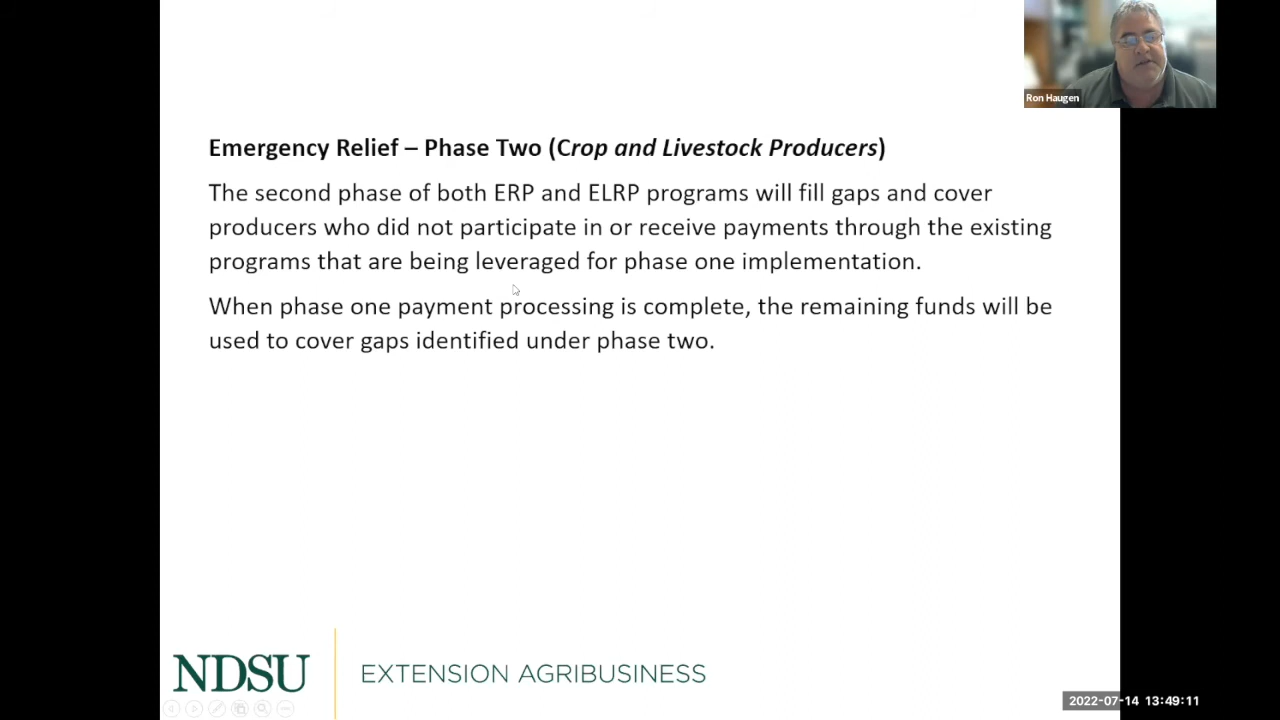 Ron Haugen
Emergency Relief – Phase Two (Crop and Livestock Producers)
The second phase of both ERP and ELRP programs will fill gaps and cover
producers who did not participate in or receive payments through the existing
programs that are being leveraged for phase one implementation.
When phase one payment processing is complete, the remaining funds will be
used to cover gaps identified under phase two.
NDSU
EXTENSION AGRIBUSINESS
2022-07-14 13:49:11